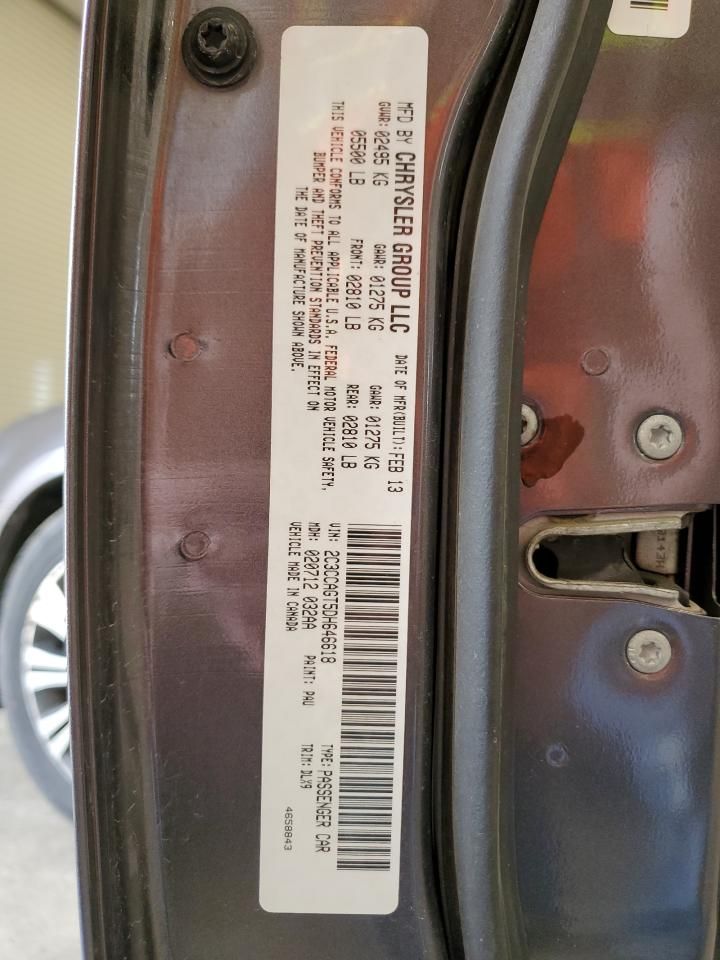 MFD BY CHRYSLER GROUP LLC DATE OF MFR(BUILT): FEB 13
GVWR: 02495 KG GAWR: 01275 KG GAWR: 01275 KG
05500 LB FRONT: 02810 LB REAR: 02810 LB
THIS VEHICLE CONFORMS TO ALL APPLICABLE U.S.A. FEDERAL MOTOR VEHICLE SAFETY,
BUMPER AND THEFT PREVENTION STANDARDS IN EFFECT ON
THE DATE OF MANUFACTURE SHOWN ABOVE.
VIN: 2C3CCAGT5DH646618 TYPE: PASSENGER CAR
MDH: 020712 032AA PAINT: PAU TRIM: DLX9
VEHICLE MADE IN CANADA
4658843